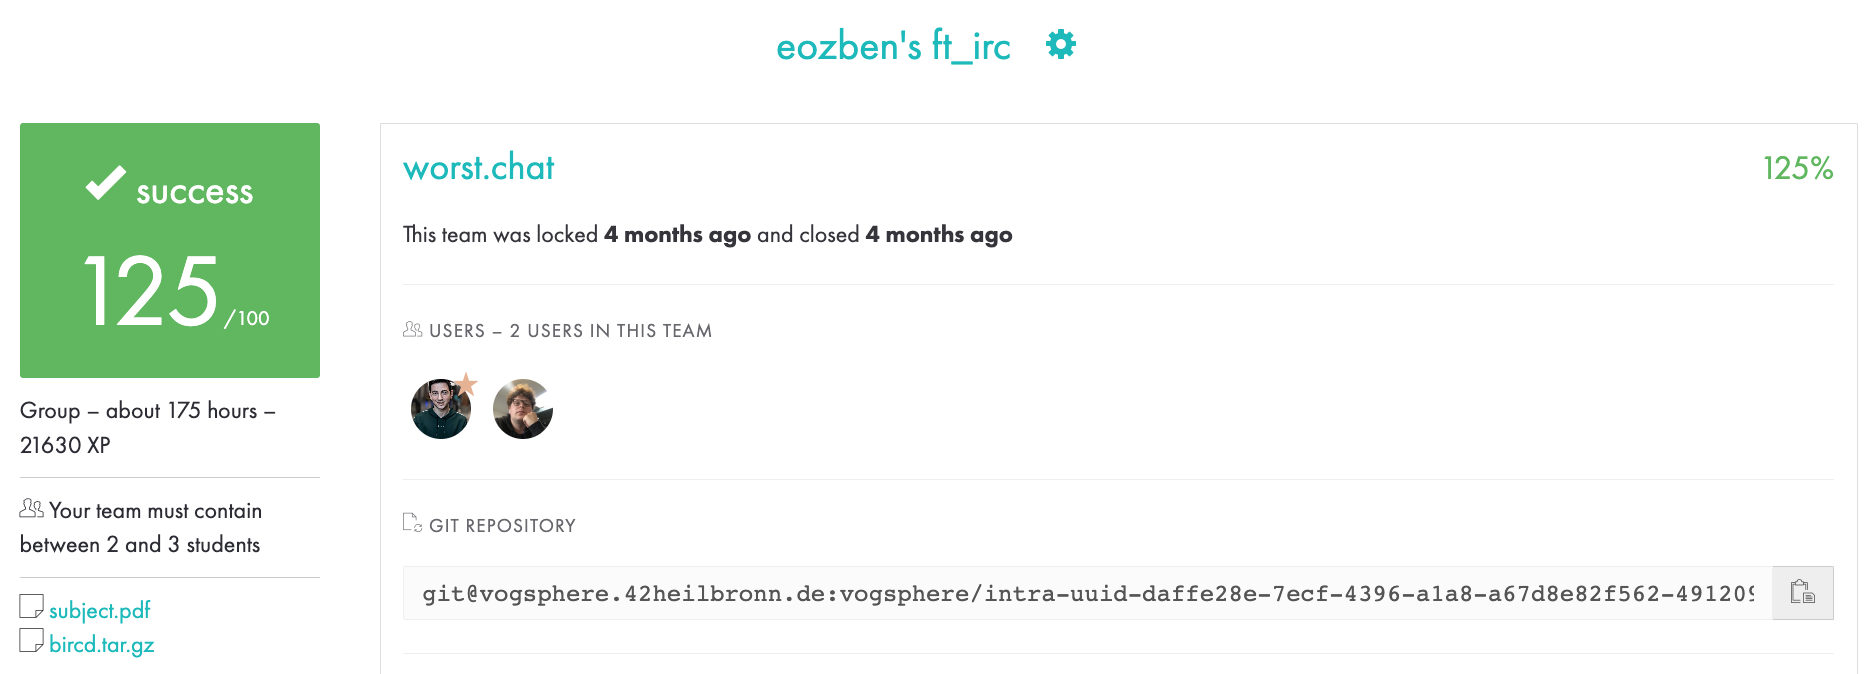 eozben's ft_irc
success
125 /100
Group – about 175 hours –
21630 XP
Your team must contain
between 2 and 3 students
subject.pdf
bircd.tar.gz
worst.chat
125%
This team was locked 4 months ago and closed 4 months ago
USERS – 2 USERS IN THIS TEAM
GIT REPOSITORY
git@vogsphere.42heilbronn.de:vogsphere/intra-uuid-daffe28e-7ecf-4396-a1a8-a67d8e82f562-491209